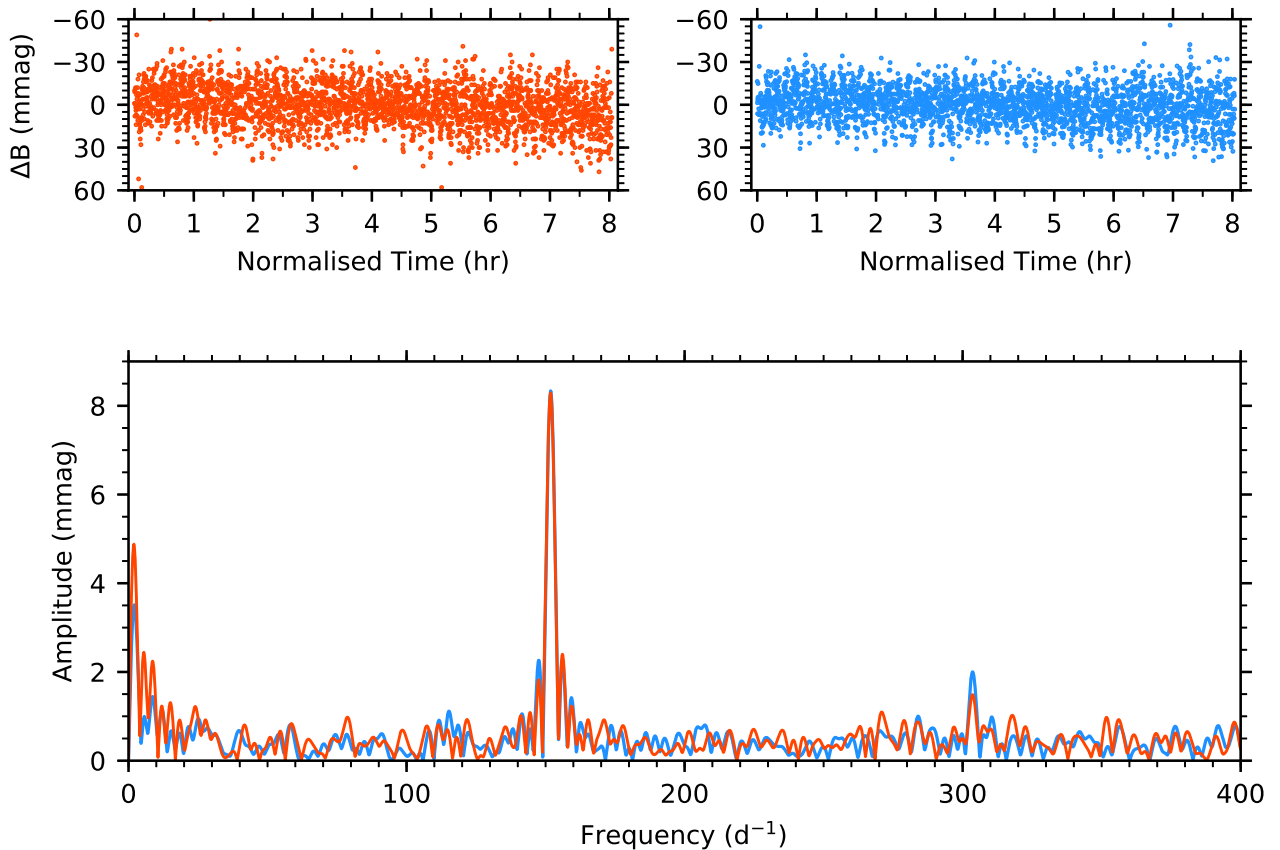 −60
−30
0
30
60
ΔB (mmag)
0 1 2 3 4 5 6 7 8
Normalised Time (hr)
−60
−30
0
30
60
0 1 2 3 4 5 6 7 8
Normalised Time (hr)
8
6
4
2
0
Amplitude (mmag)
0 100 200 300 400
Frequency (d⁻¹)